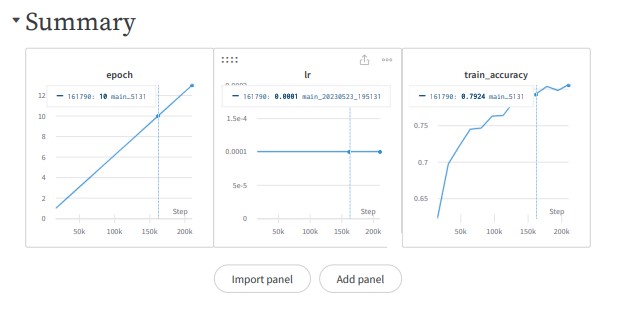 Summary
epoch
161790: 10 main_5131
12
10
8
6
4
2
0
50k
100k
150k
200k
Step
lr
0.0002
161790: 0.0001 main_20230523_195131
1.5e-4
0.0001
5e-5
0
50k
100k
150k
200k
Step
train_accuracy
161790: 0.7924 main_5131
0.75
0.7
0.65
50k
100k
150k
200k
Step
Import panel
Add panel